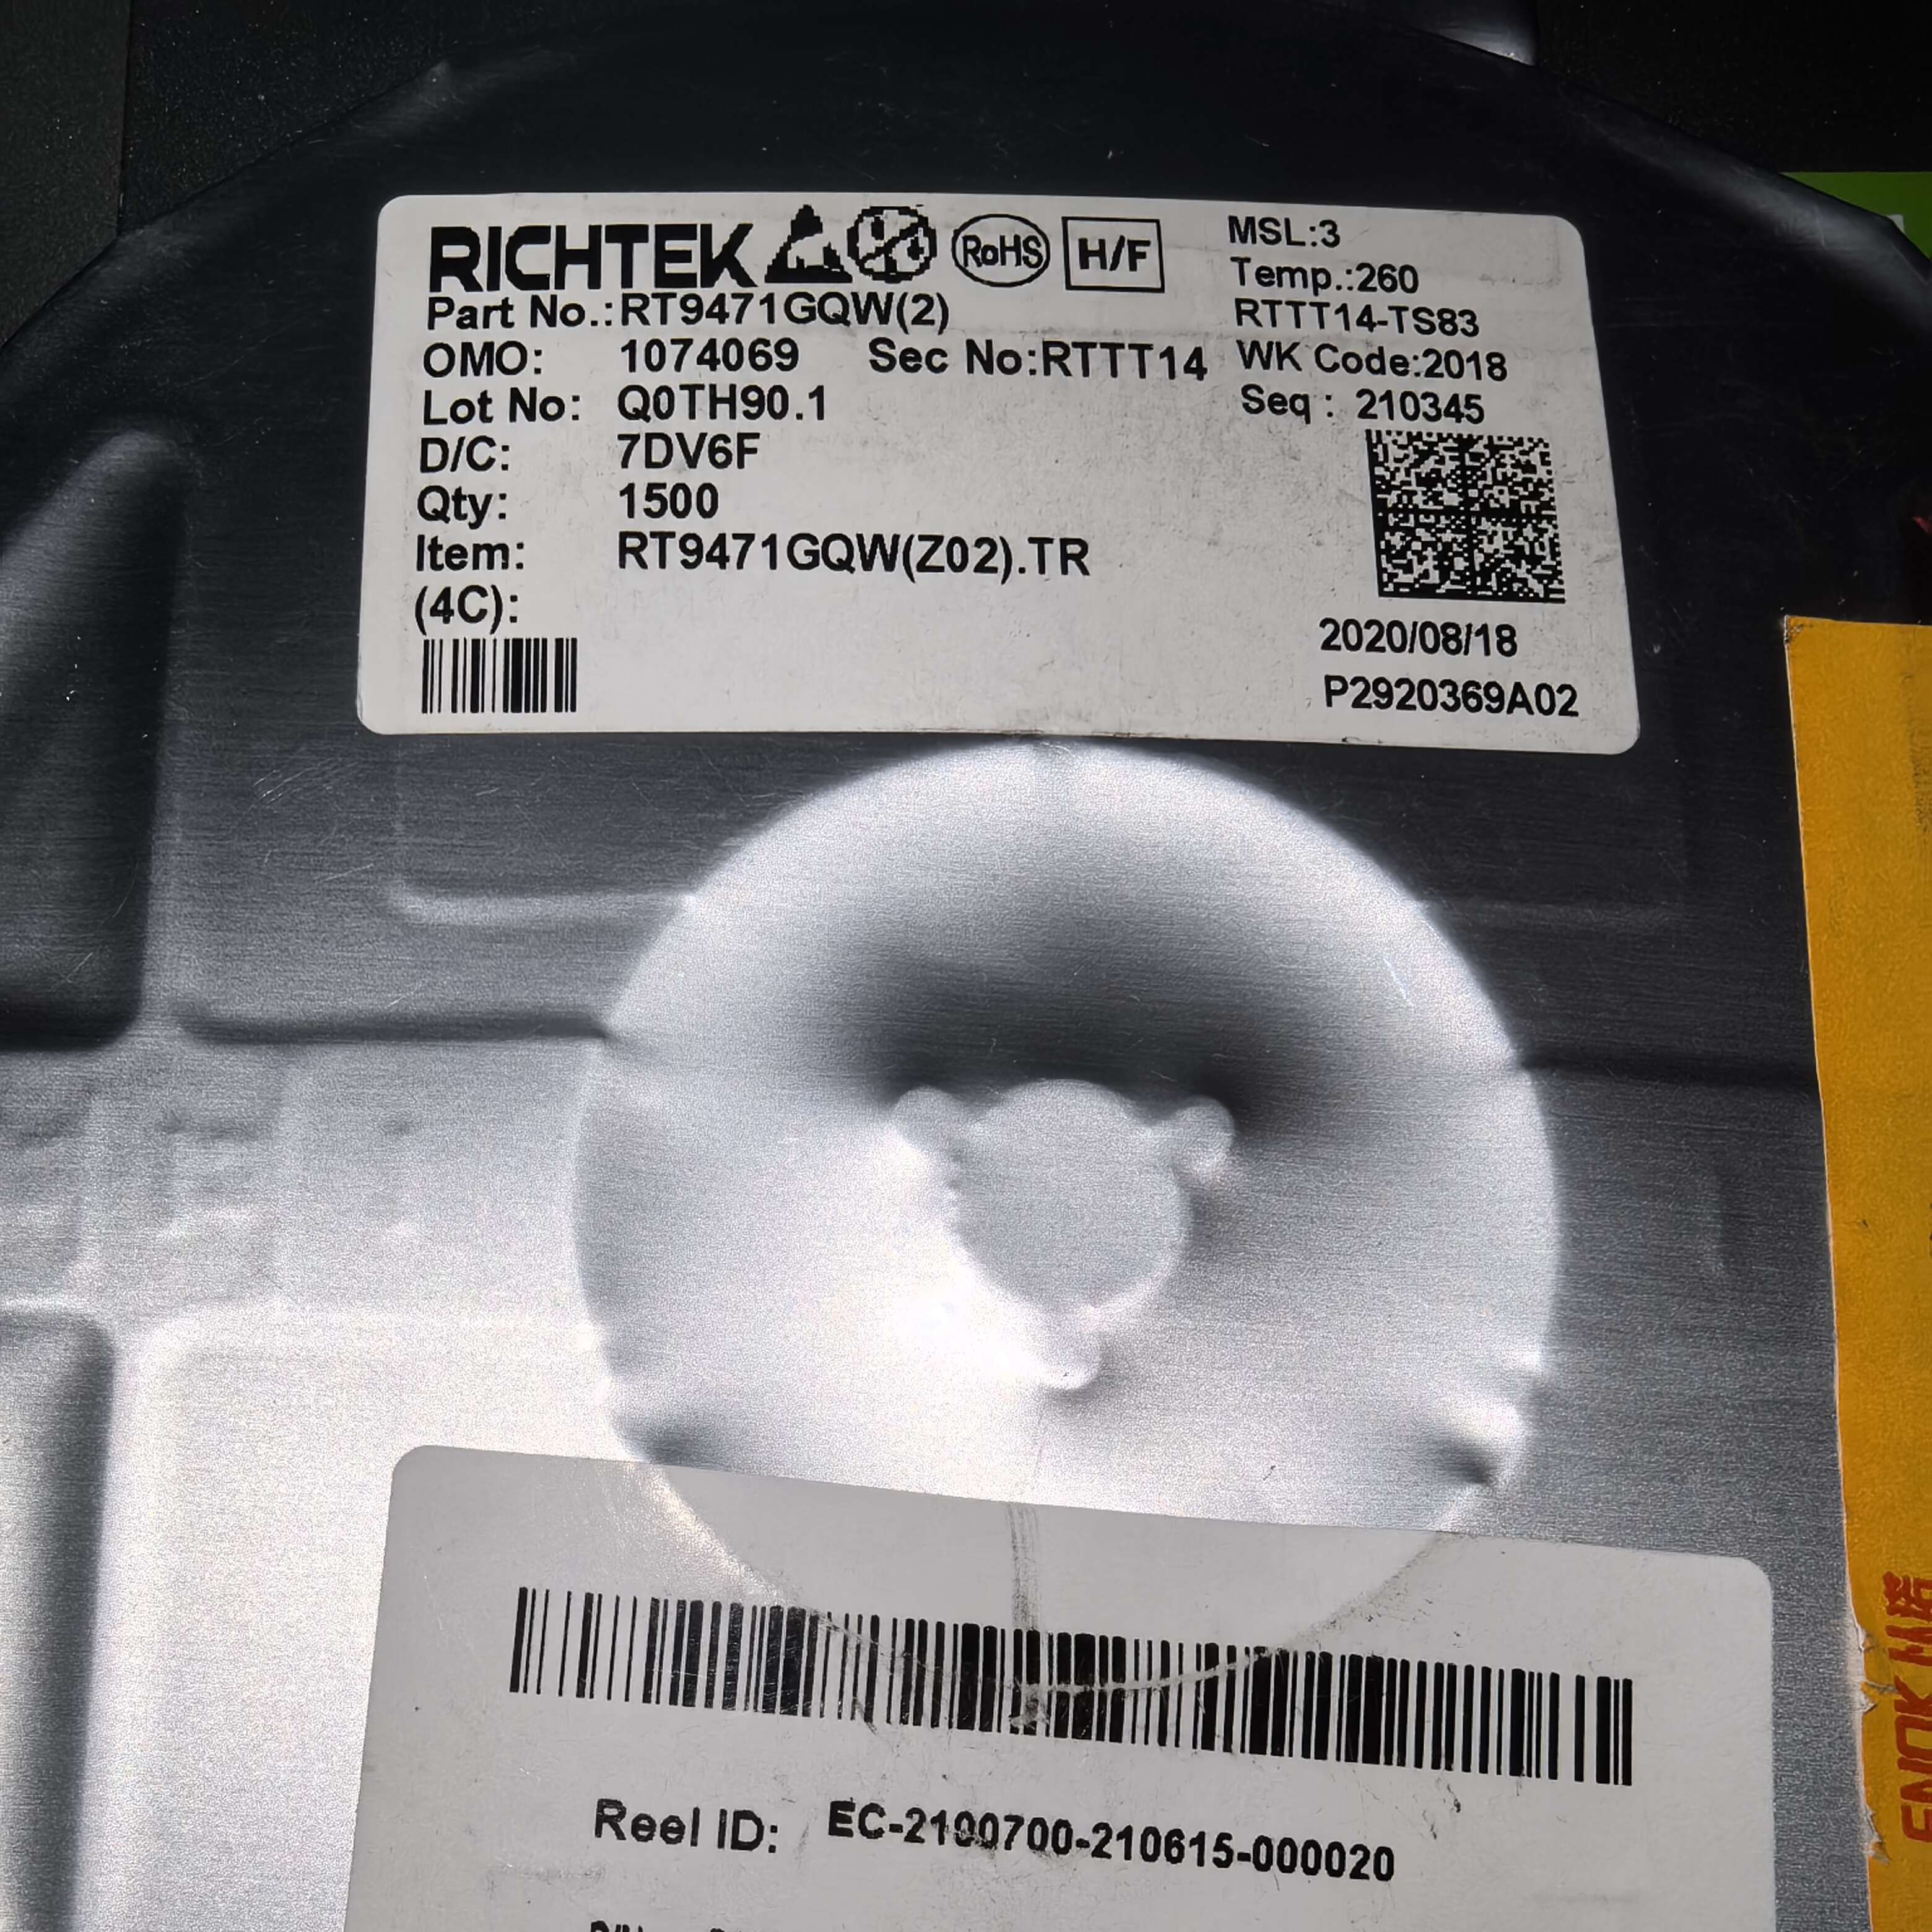 RICHTEK RoHS H/F
MSL:3
Temp.:260
Part No.:RT9471GQW(2)
RTTT14-TS83
OMO: 1074069 Sec No:RTTT14 WK Code:2018
Lot No: Q0TH90.1
Seq : 210345
D/C: 7DV6F
Qty: 1500
Item: RT9471GQW(Z02).TR
(4C):
2020/08/18
P2920369A02
Reel ID: EC-2100700-210615-000020